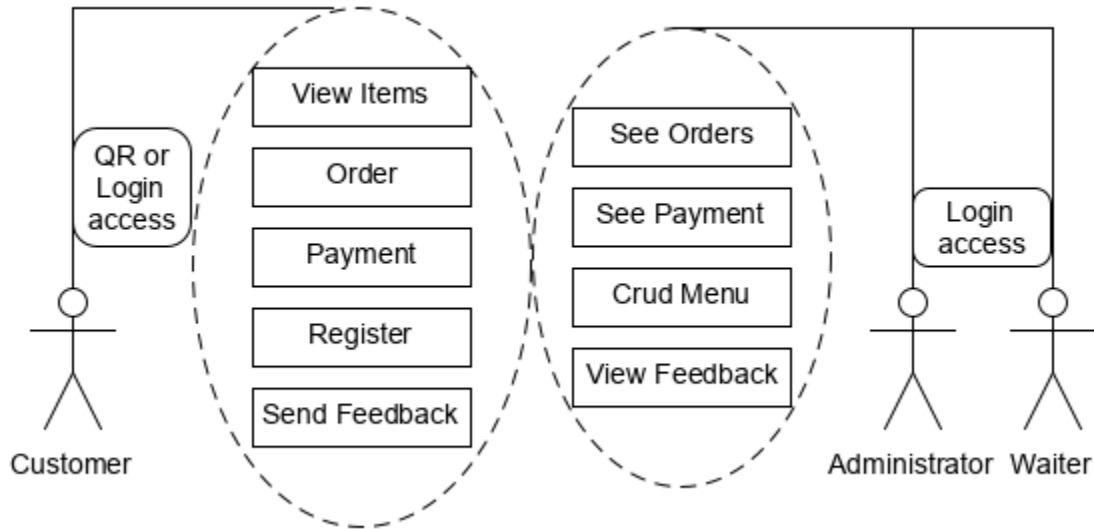 View Items
Order
Payment
Register
Send Feedback
See Orders
See Payment
Crud Menu
View Feedback
QR or
Login
access
Login
access
Customer
Administrator
Waiter